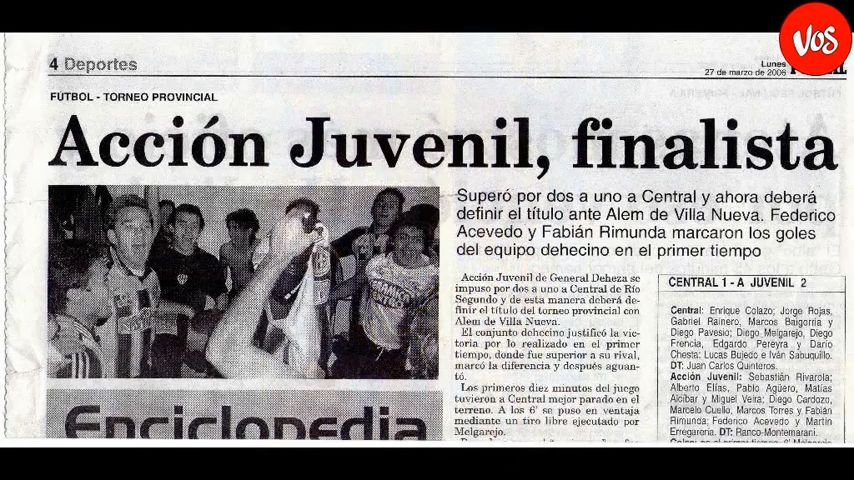 vos
4 Deportes
Lunes
27 de marzo de 2006
FÚTBOL - TORNEO PROVINCIAL
Acción Juvenil, finalista
Superó por dos a uno a Central y ahora deberá
definir el título ante Alem de Villa Nueva. Federico
Acevedo y Fabián Rimunda marcaron los goles
del equipo dehecino en el primer tiempo
Acción Juvenil de General Deheza se
impuso por dos a uno a Central de Río
Segundo y de esta manera deberá de-
finir el título del torneo provincial con
Alem de Villa Nueva.
El conjunto dehecino justificó la vic-
toria por lo realizado en el primer
tiempo, donde fue superior a su rival,
marcó la diferencia y después aguan-
tó.
Los primeros diez minutos del juego
tuvieron a Central mejor parado en el
terreno. A los 6' se puso en ventaja
mediante un tiro libre ejecutado por
Melgarejo.
CENTRAL 1 - A JUVENIL 2
Central: Enrique Colazo; Jorge Rojas,
Gabriel Rainero, Marcos Baigorria y
Diego Pavesio; Diego Melgarejo, Diego
Frencia, Edgardo Pereyra y Darío
Chesta; Lucas Bujedo e Iván Sabuquillo.
DT: Juan Carlos Quinteros.
Acción Juvenil: Sebastián Rivarola;
Alberto Elías, Pablo Agüero, Matías
Alcibar y Miguel Veira; Diego Cardozo,
Marcelo Cuello, Marcos Torres y Fabián
Rimunda; Federico Acevedo y Martín
Erregarena. DT: Ranco-Montemarani.
Enciclopedia